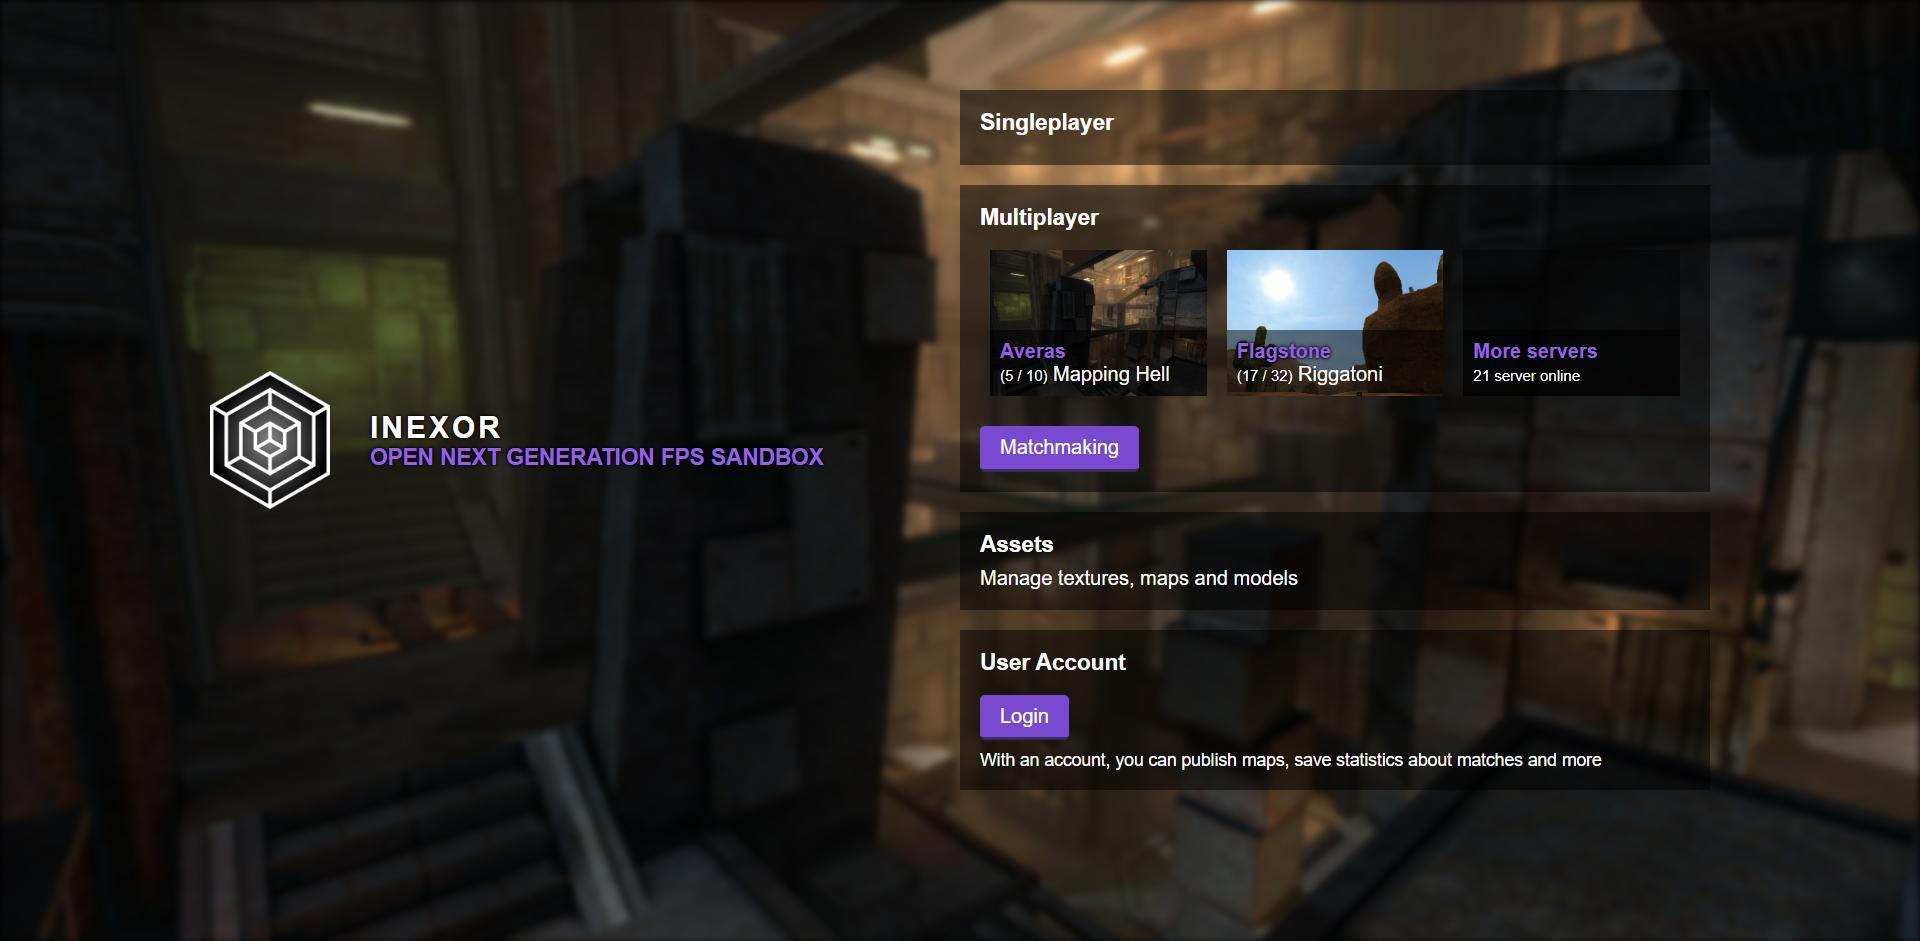 INEXOR
OPEN NEXT GENERATION FPS SANDBOX
Singleplayer
Multiplayer
Averas
(5 / 10) Mapping Hell
Flagstone
(17 / 32) Riggatoni
More servers
21 server online
Matchmaking
Assets
Manage textures, maps and models
User Account
Login
With an account, you can publish maps, save statistics about matches and more